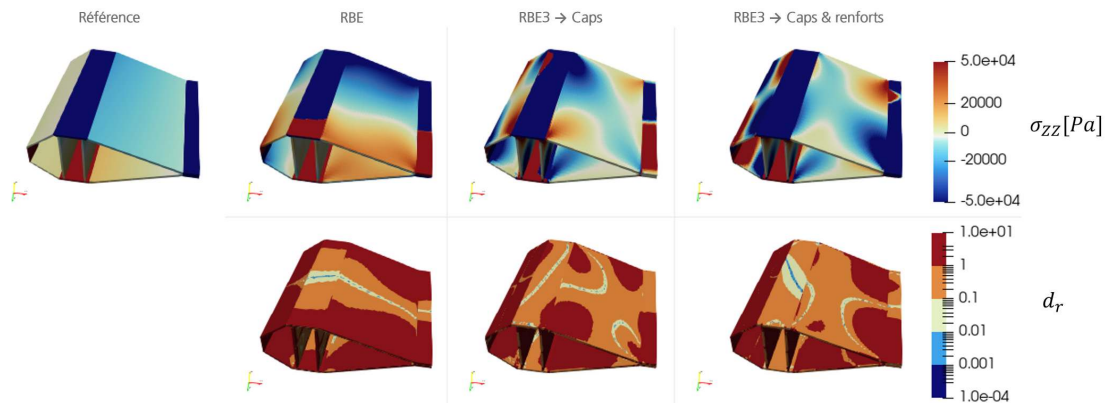 Référence
RBE
RBE3 → Caps
RBE3 → Caps & renforts
5.0e+04
20000
0
-20000
-5.0e+04
σ_ZZ[Pa]
1.0e+01
1
0.1
0.01
0.001
1.0e-04
d_r